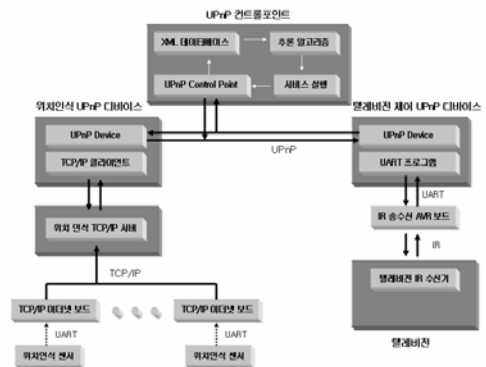 UPnP 컨트롤포인트
XML 데이터베이스
추론 알고리즘
UPnP Control Point
서비스 실행
위치인식 UPnP 디바이스
텔레비전 제어 UPnP 디바이스
UPnP Device
TCP/IP 클라이언트
UPnP
UPnP Device
UART 프로그램
UART
위치 인식 TCP/IP 서버
IR 송수신 AVR 보드
IR
TCP/IP
텔레비전 IR 수신기
TCP/IP 이더넷 보드
TCP/IP 이더넷 보드
UART
UART
텔레비전
위치인식 센서
위치인식 센서